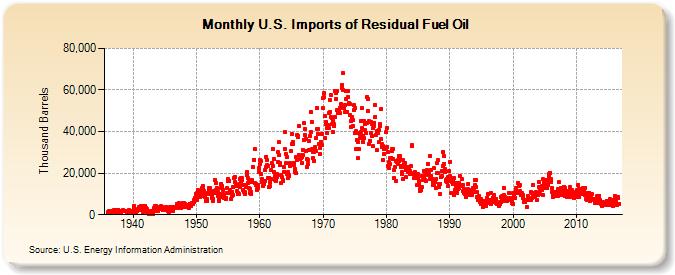 Monthly U.S. Imports of Residual Fuel Oil
Thousand Barrels
80,000
60,000
40,000
20,000
0
1940 1950 1960 1970 1980 1990 2000 2010
Source: U.S. Energy Information Administration